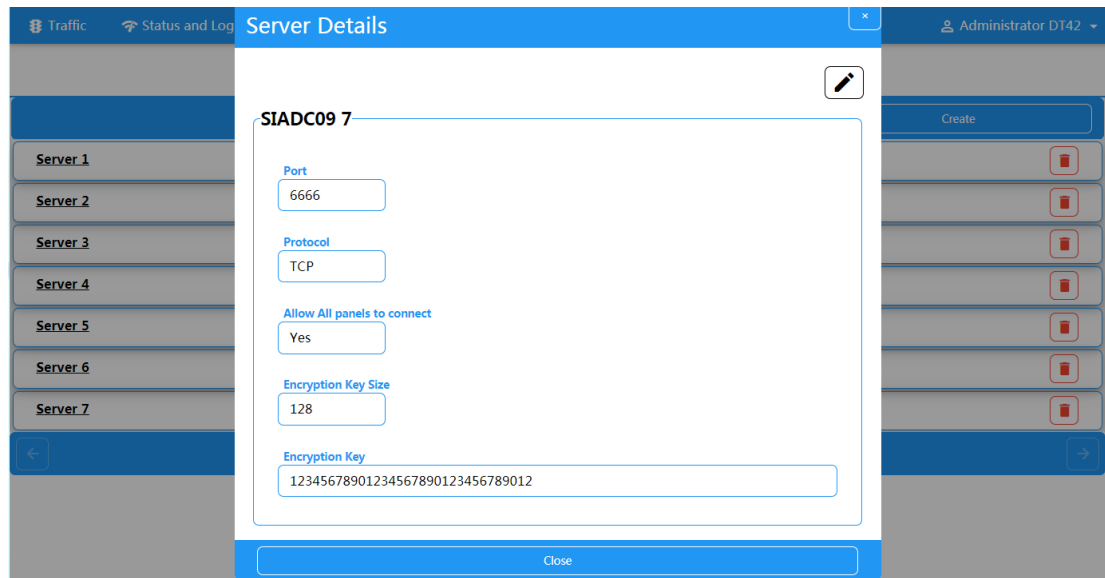 Traffic
Status and Log
Server Details
×
Administrator DT42
Create
SIADC09 7
Server 1
Port
6666
Server 2
Server 3
Protocol
TCP
Server 4
Allow All panels to connect
Yes
Server 5
Server 6
Encryption Key Size
128
Server 7
Encryption Key
12345678901234567890123456789012
Close